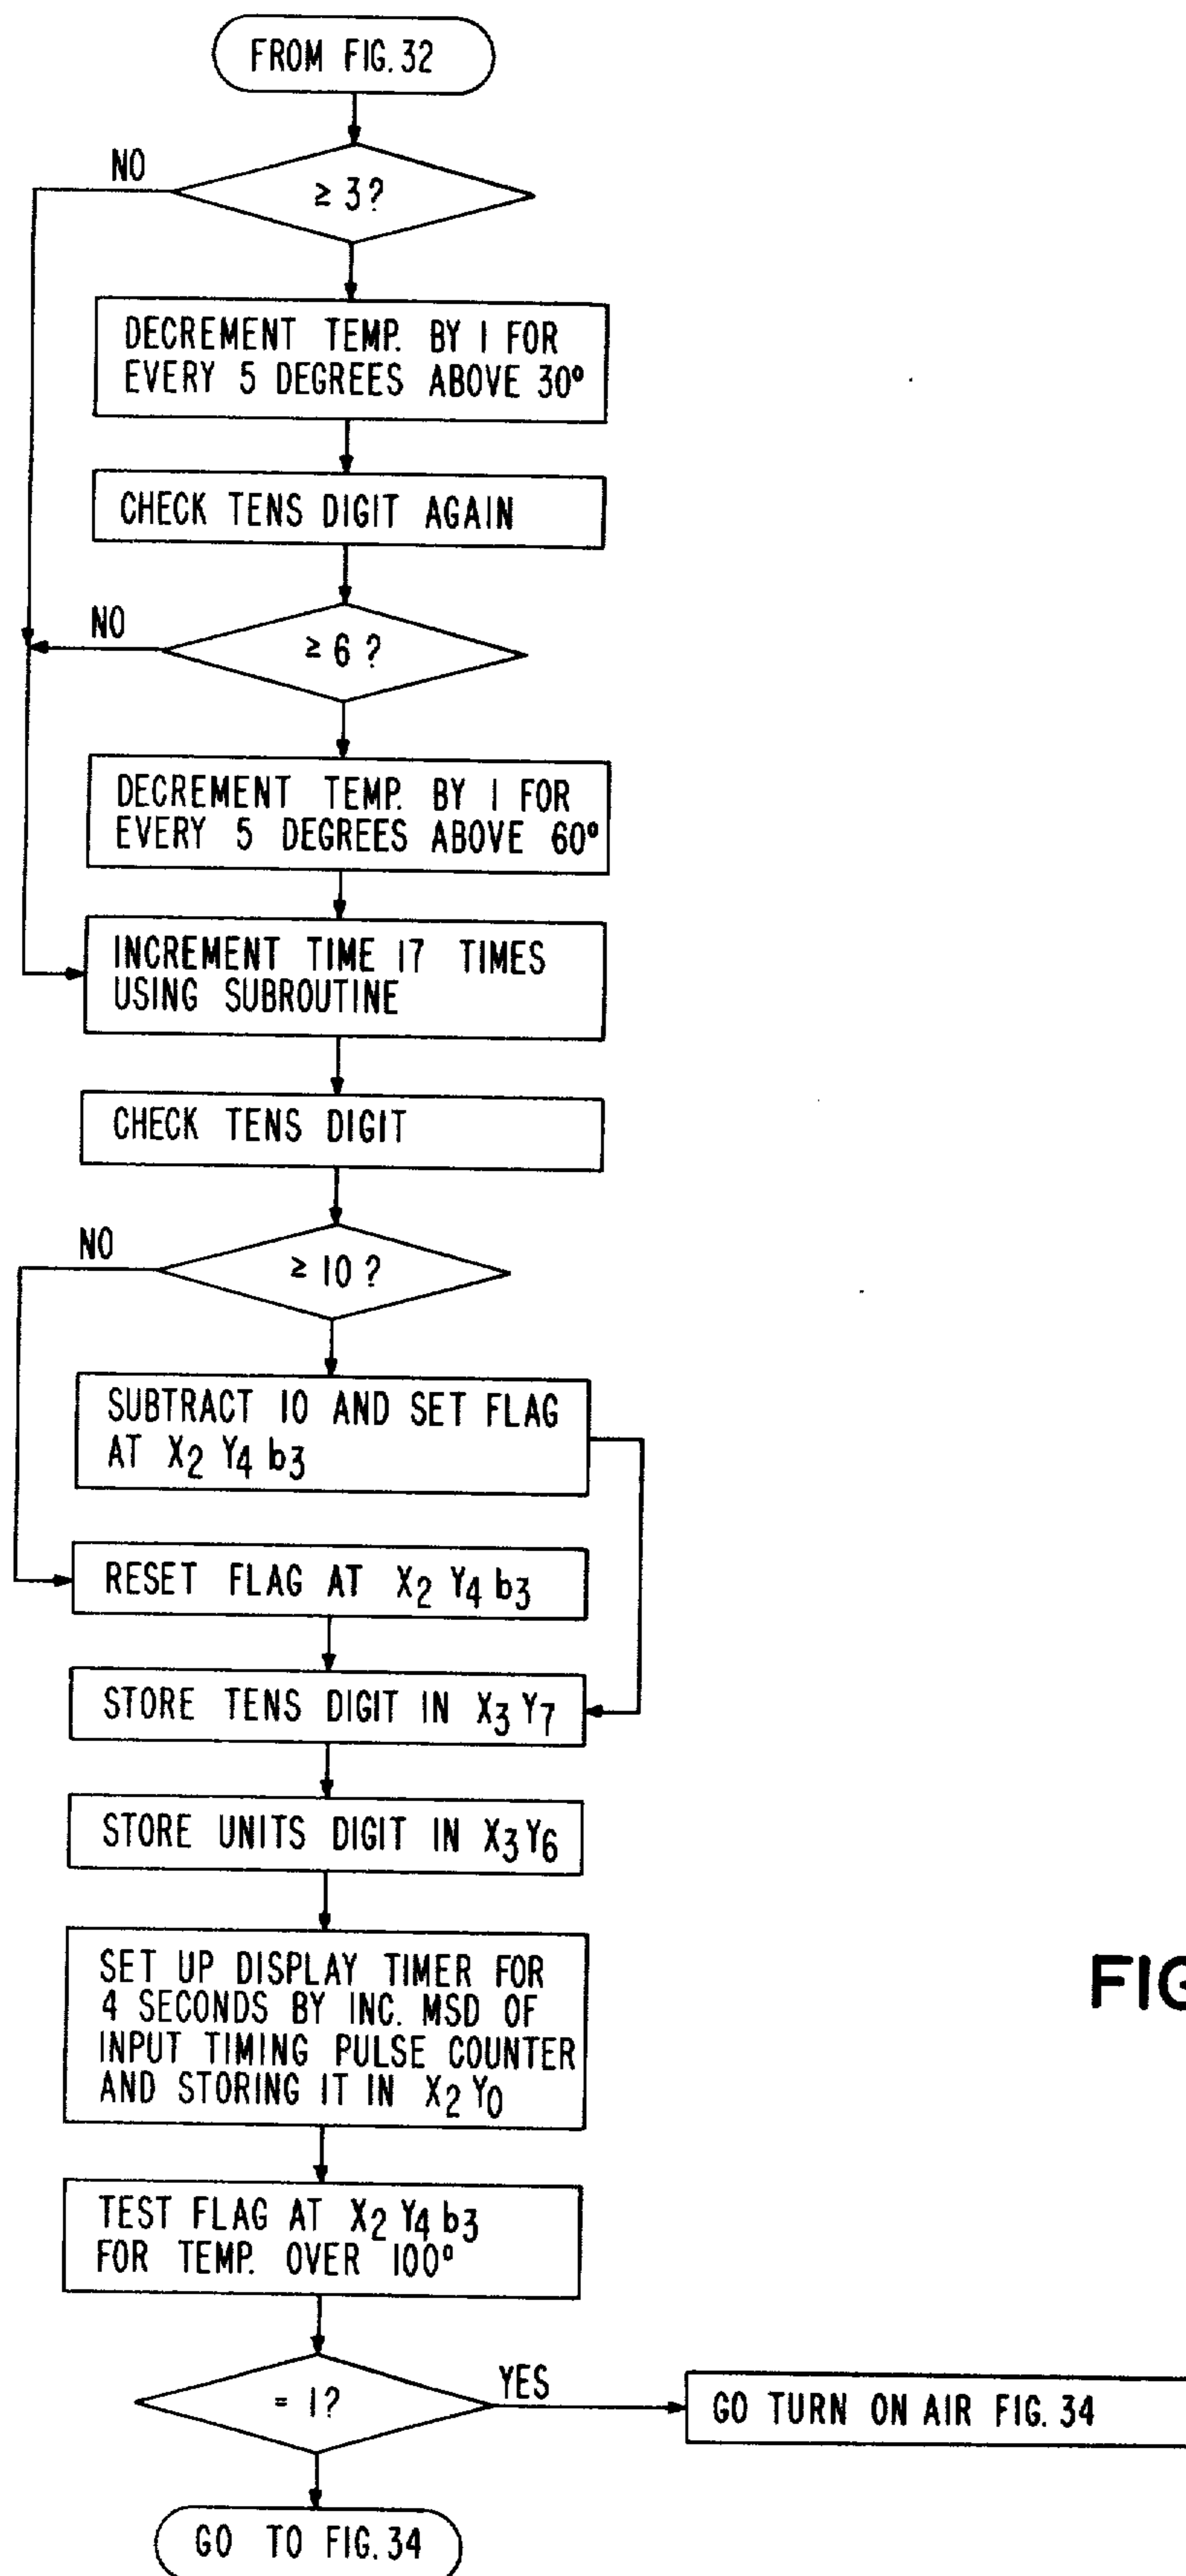 FROM FIG. 32
NO
≥ 3?
DECREMENT TEMP. BY 1 FOR
EVERY 5 DEGREES ABOVE 30°
CHECK TENS DIGIT AGAIN
NO
≥ 6 ?
DECREMENT TEMP. BY 1 FOR
EVERY 5 DEGREES ABOVE 60°
INCREMENT TIME 17 TIMES
USING SUBROUTINE
CHECK TENS DIGIT
NO
≥ 10 ?
SUBTRACT 10 AND SET FLAG
AT X2 Y4 b3
RESET FLAG AT X2 Y4 b3
STORE TENS DIGIT IN X3 Y7
STORE UNITS DIGIT IN X3 Y6
FIG
SET UP DISPLAY TIMER FOR
4 SECONDS BY INC. MSD OF
INPUT TIMING PULSE COUNTER
AND STORING IT IN X2 Y0
TEST FLAG AT X2 Y4 b3
FOR TEMP. OVER 100°
= 1?
YES
GO TURN ON AIR FIG. 34
GO TO FIG. 34